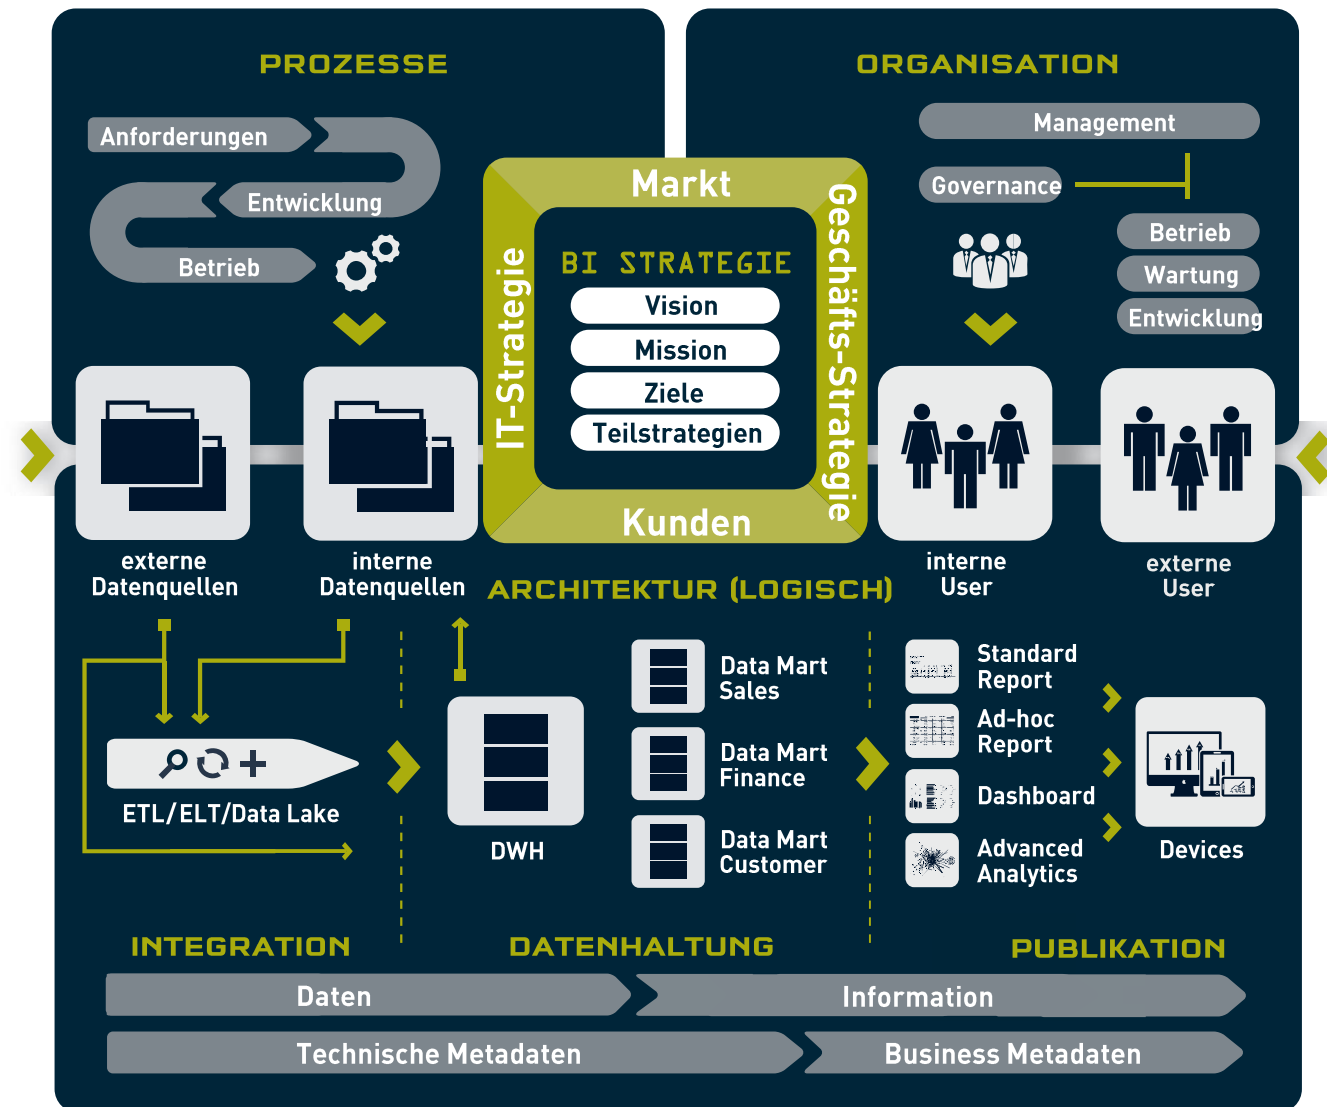 PROZESSE
Anforderungen
Entwicklung
Betrieb
ORGANISATION
Management
Governance
Betrieb
Wartung
Entwicklung
Markt
IT-Strategie
Geschäfts-Strategie
Kunden
BI STRATEGIE
Vision
Mission
Ziele
Teilstrategien
externe
Datenquellen
interne
Datenquellen
interne
User
externe
User
ARCHITEKTUR (LOGISCH)
ETL/ELT/Data Lake
DWH
Data Mart
Sales
Data Mart
Finance
Data Mart
Customer
Standard
Report
Ad-hoc
Report
Dashboard
Advanced
Analytics
Devices
INTEGRATION
DATENHALTUNG
PUBLIKATION
Daten
Information
Technische Metadaten
Business Metadaten